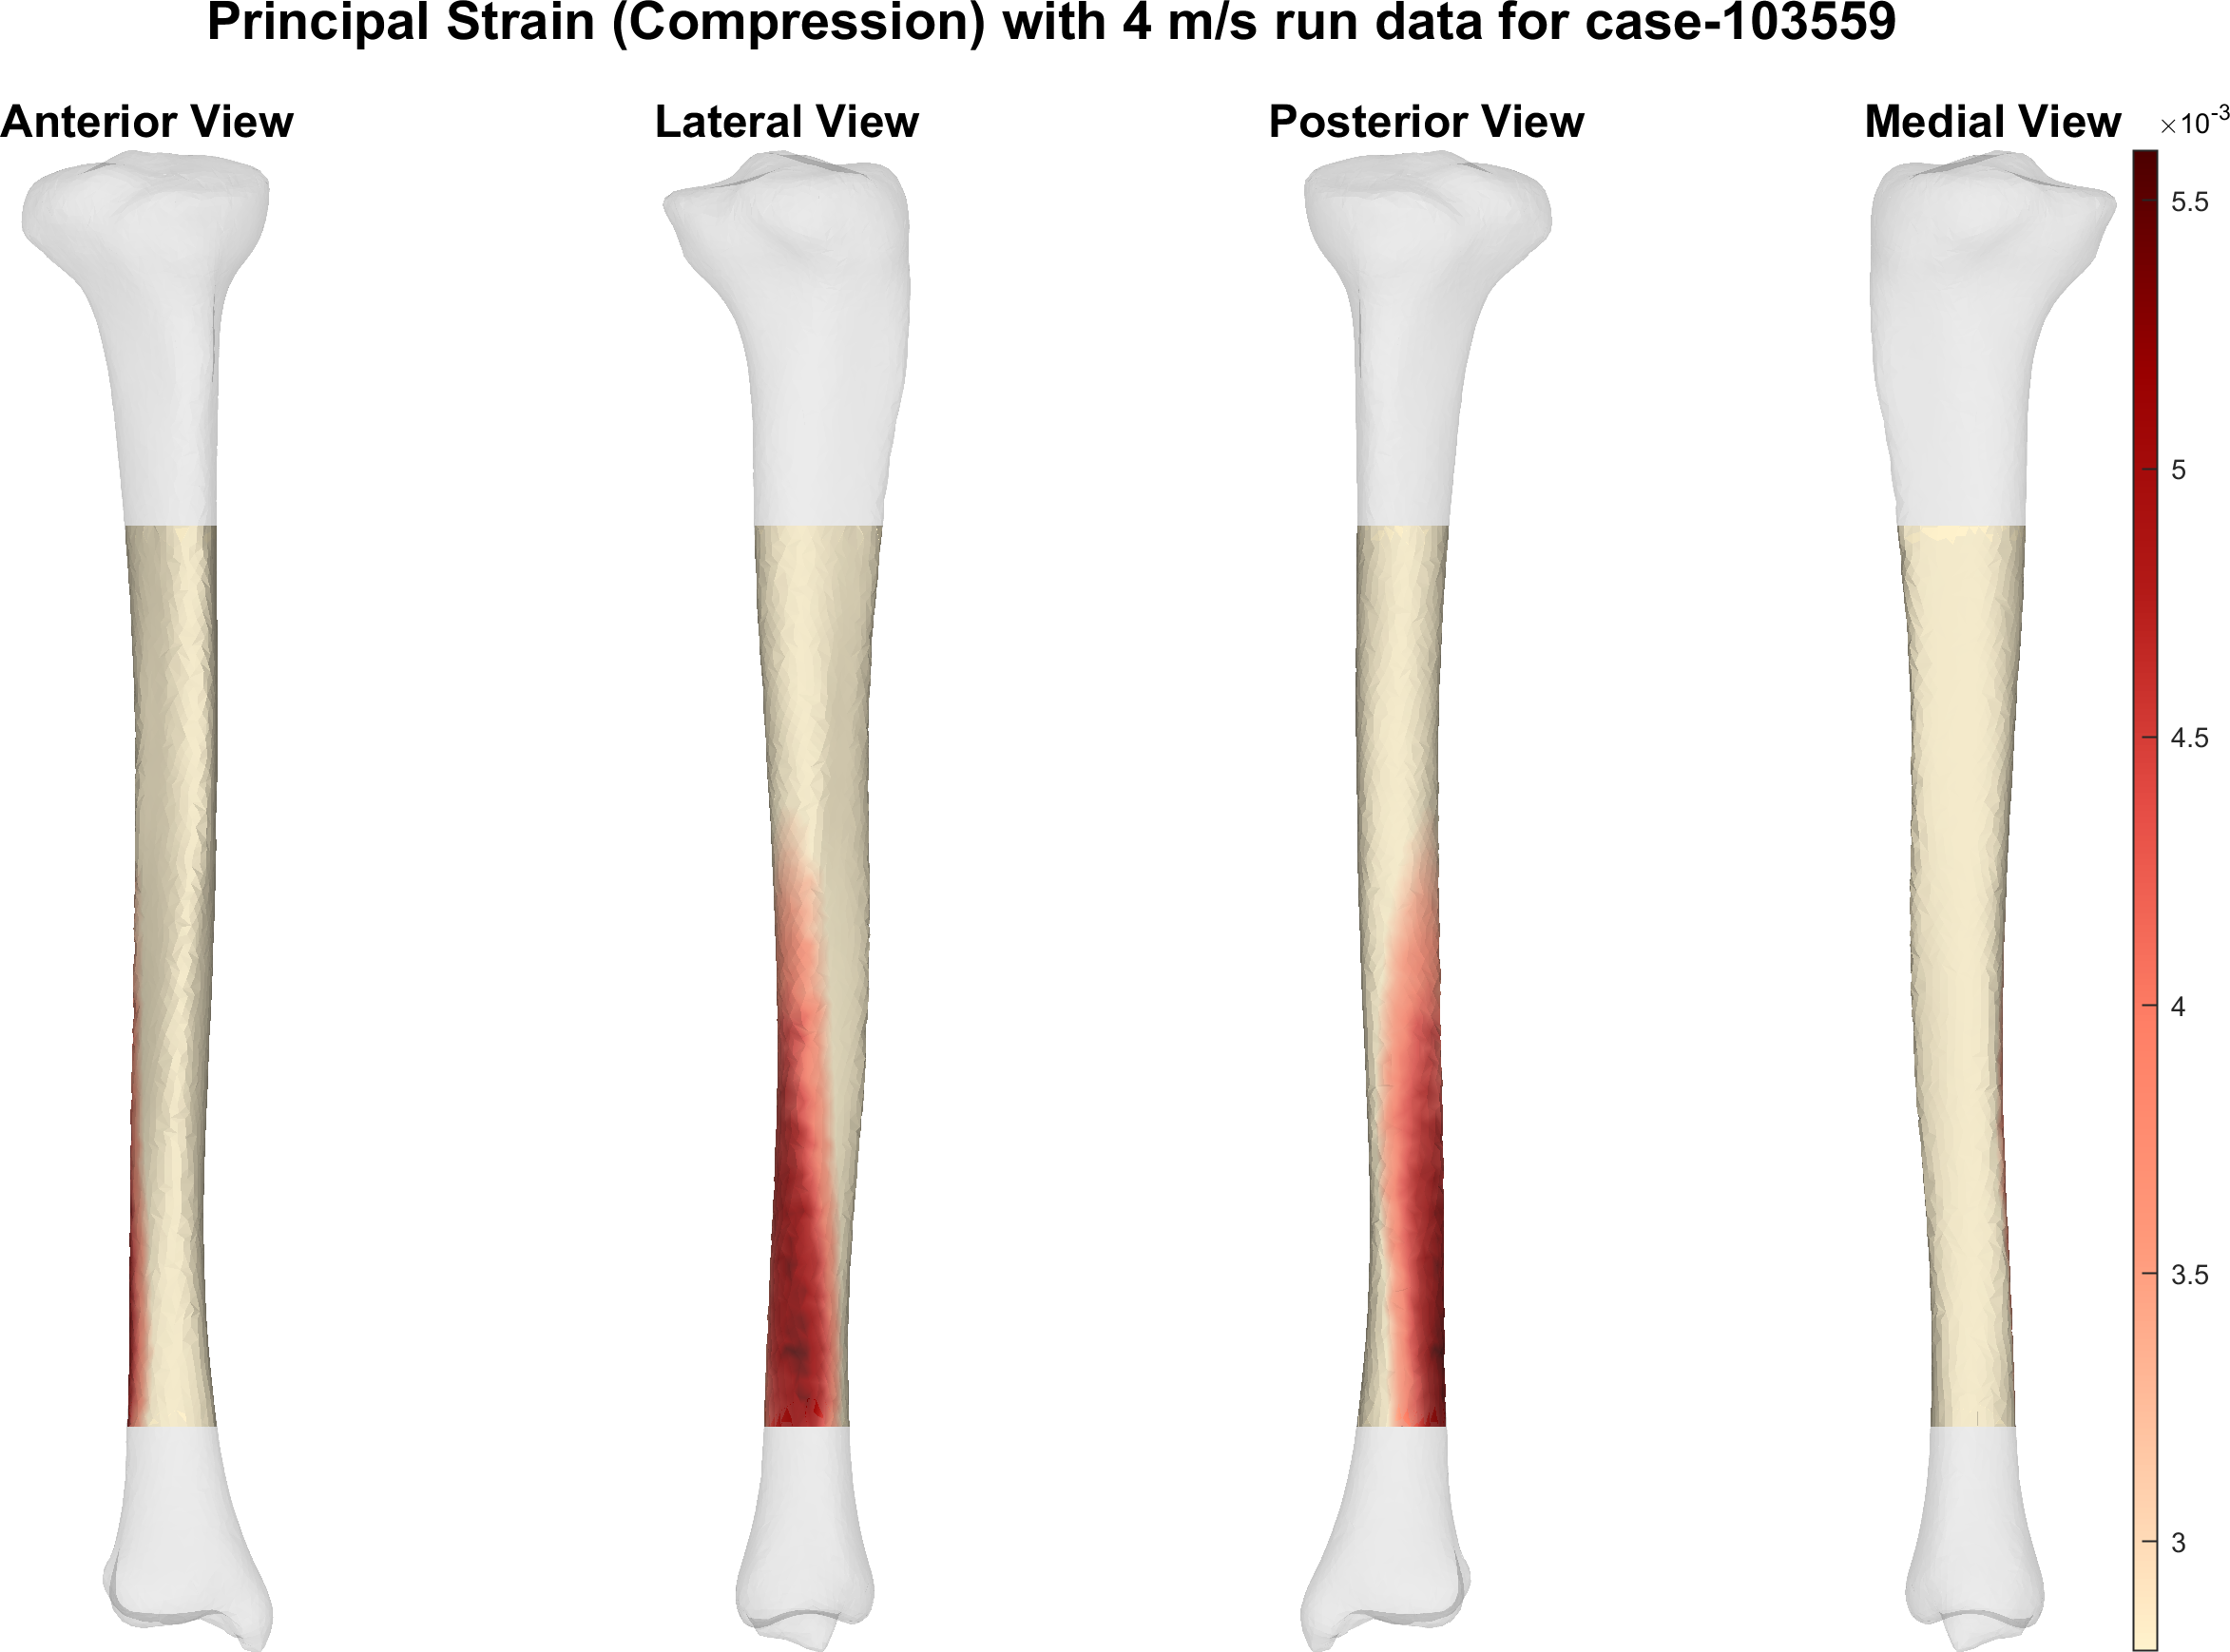 Principal Strain (Compression) with 4 m/s run data for case-103559
Anterior View
Lateral View
Posterior View
Medial View
×10-3
5.5
5
4.5
4
3.5
3